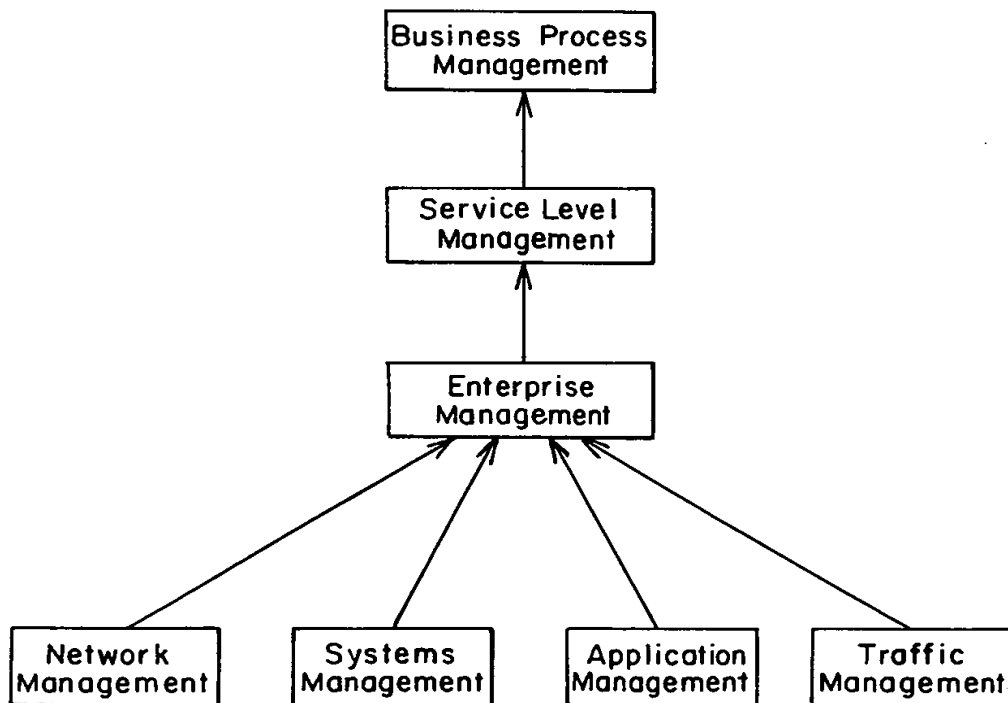 Business Process
Management
Service Level
Management
Enterprise
Management
Network
Management
Systems
Management
Application
Management
Traffic
Management